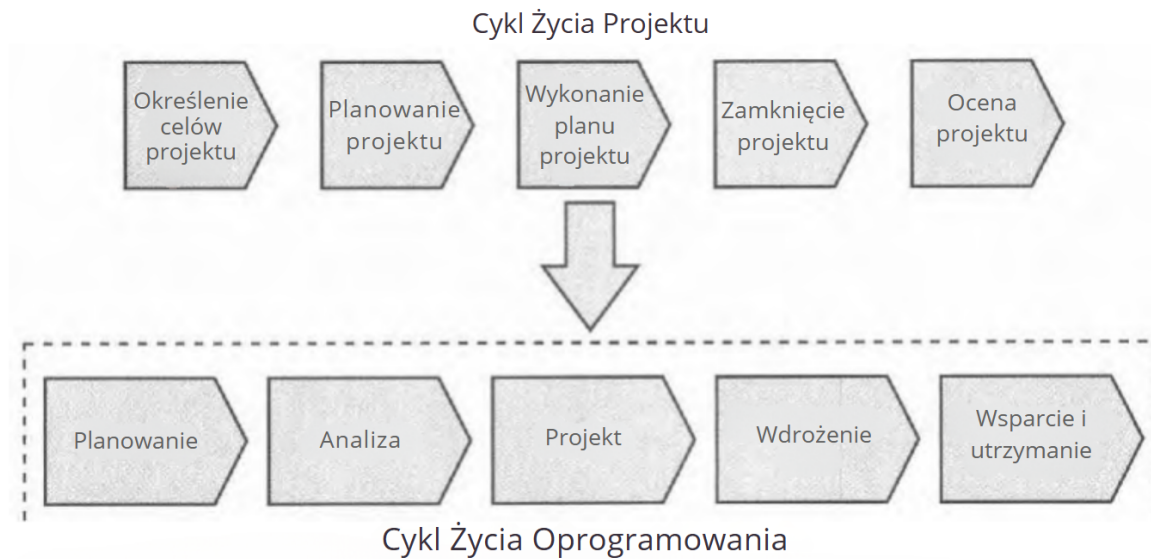 Cykl Życia Projektu
Określenie
celów
projektu
Planowanie
projektu
Wykonanie
planu
projektu
Zamknięcie
projektu
Ocena
projektu
Planowanie
Analiza
Projekt
Wdrożenie
Wsparcie i
utrzymanie
Cykl Życia Oprogramowania